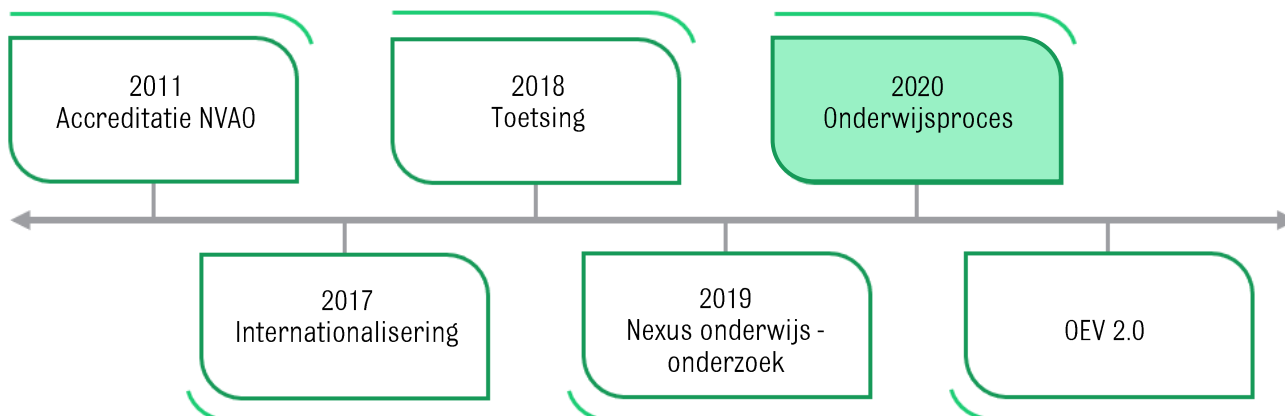 2011
Accreditatie NVAO
2018
Toetsing
2020
Onderwijsproces
2017
Internationalisering
2019
Nexus onderwijs -
onderzoek
OEV 2.0